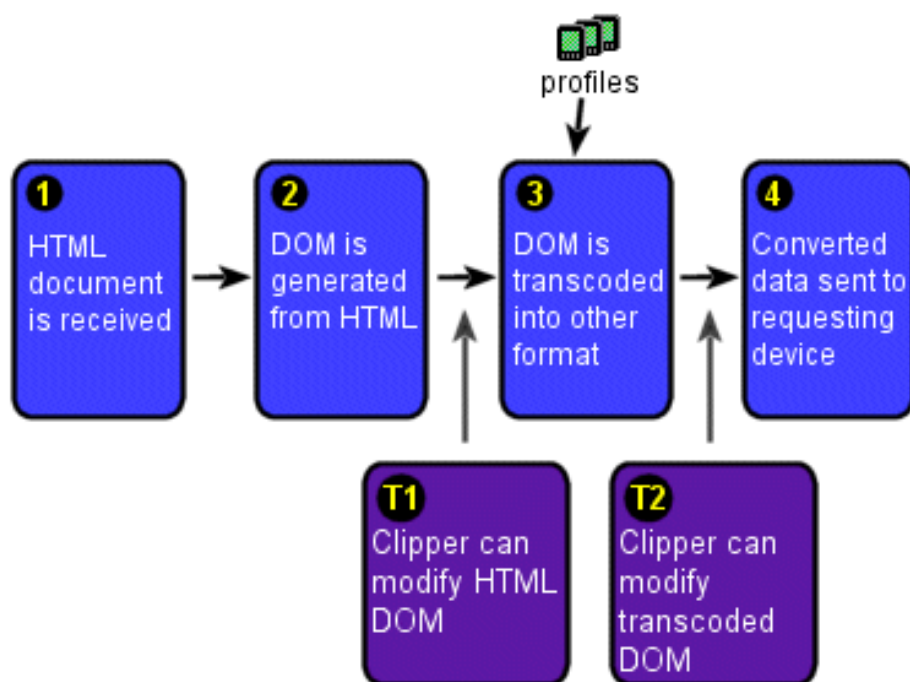 profiles
1
HTML
document
is received
2
DOM is
generated
from HTML
3
DOM is
transcoded
into other
format
4
Converted
data sent to
requesting
device
T1
Clipper can
modify HTML
DOM
T2
Clipper can
modify
transcoded
DOM